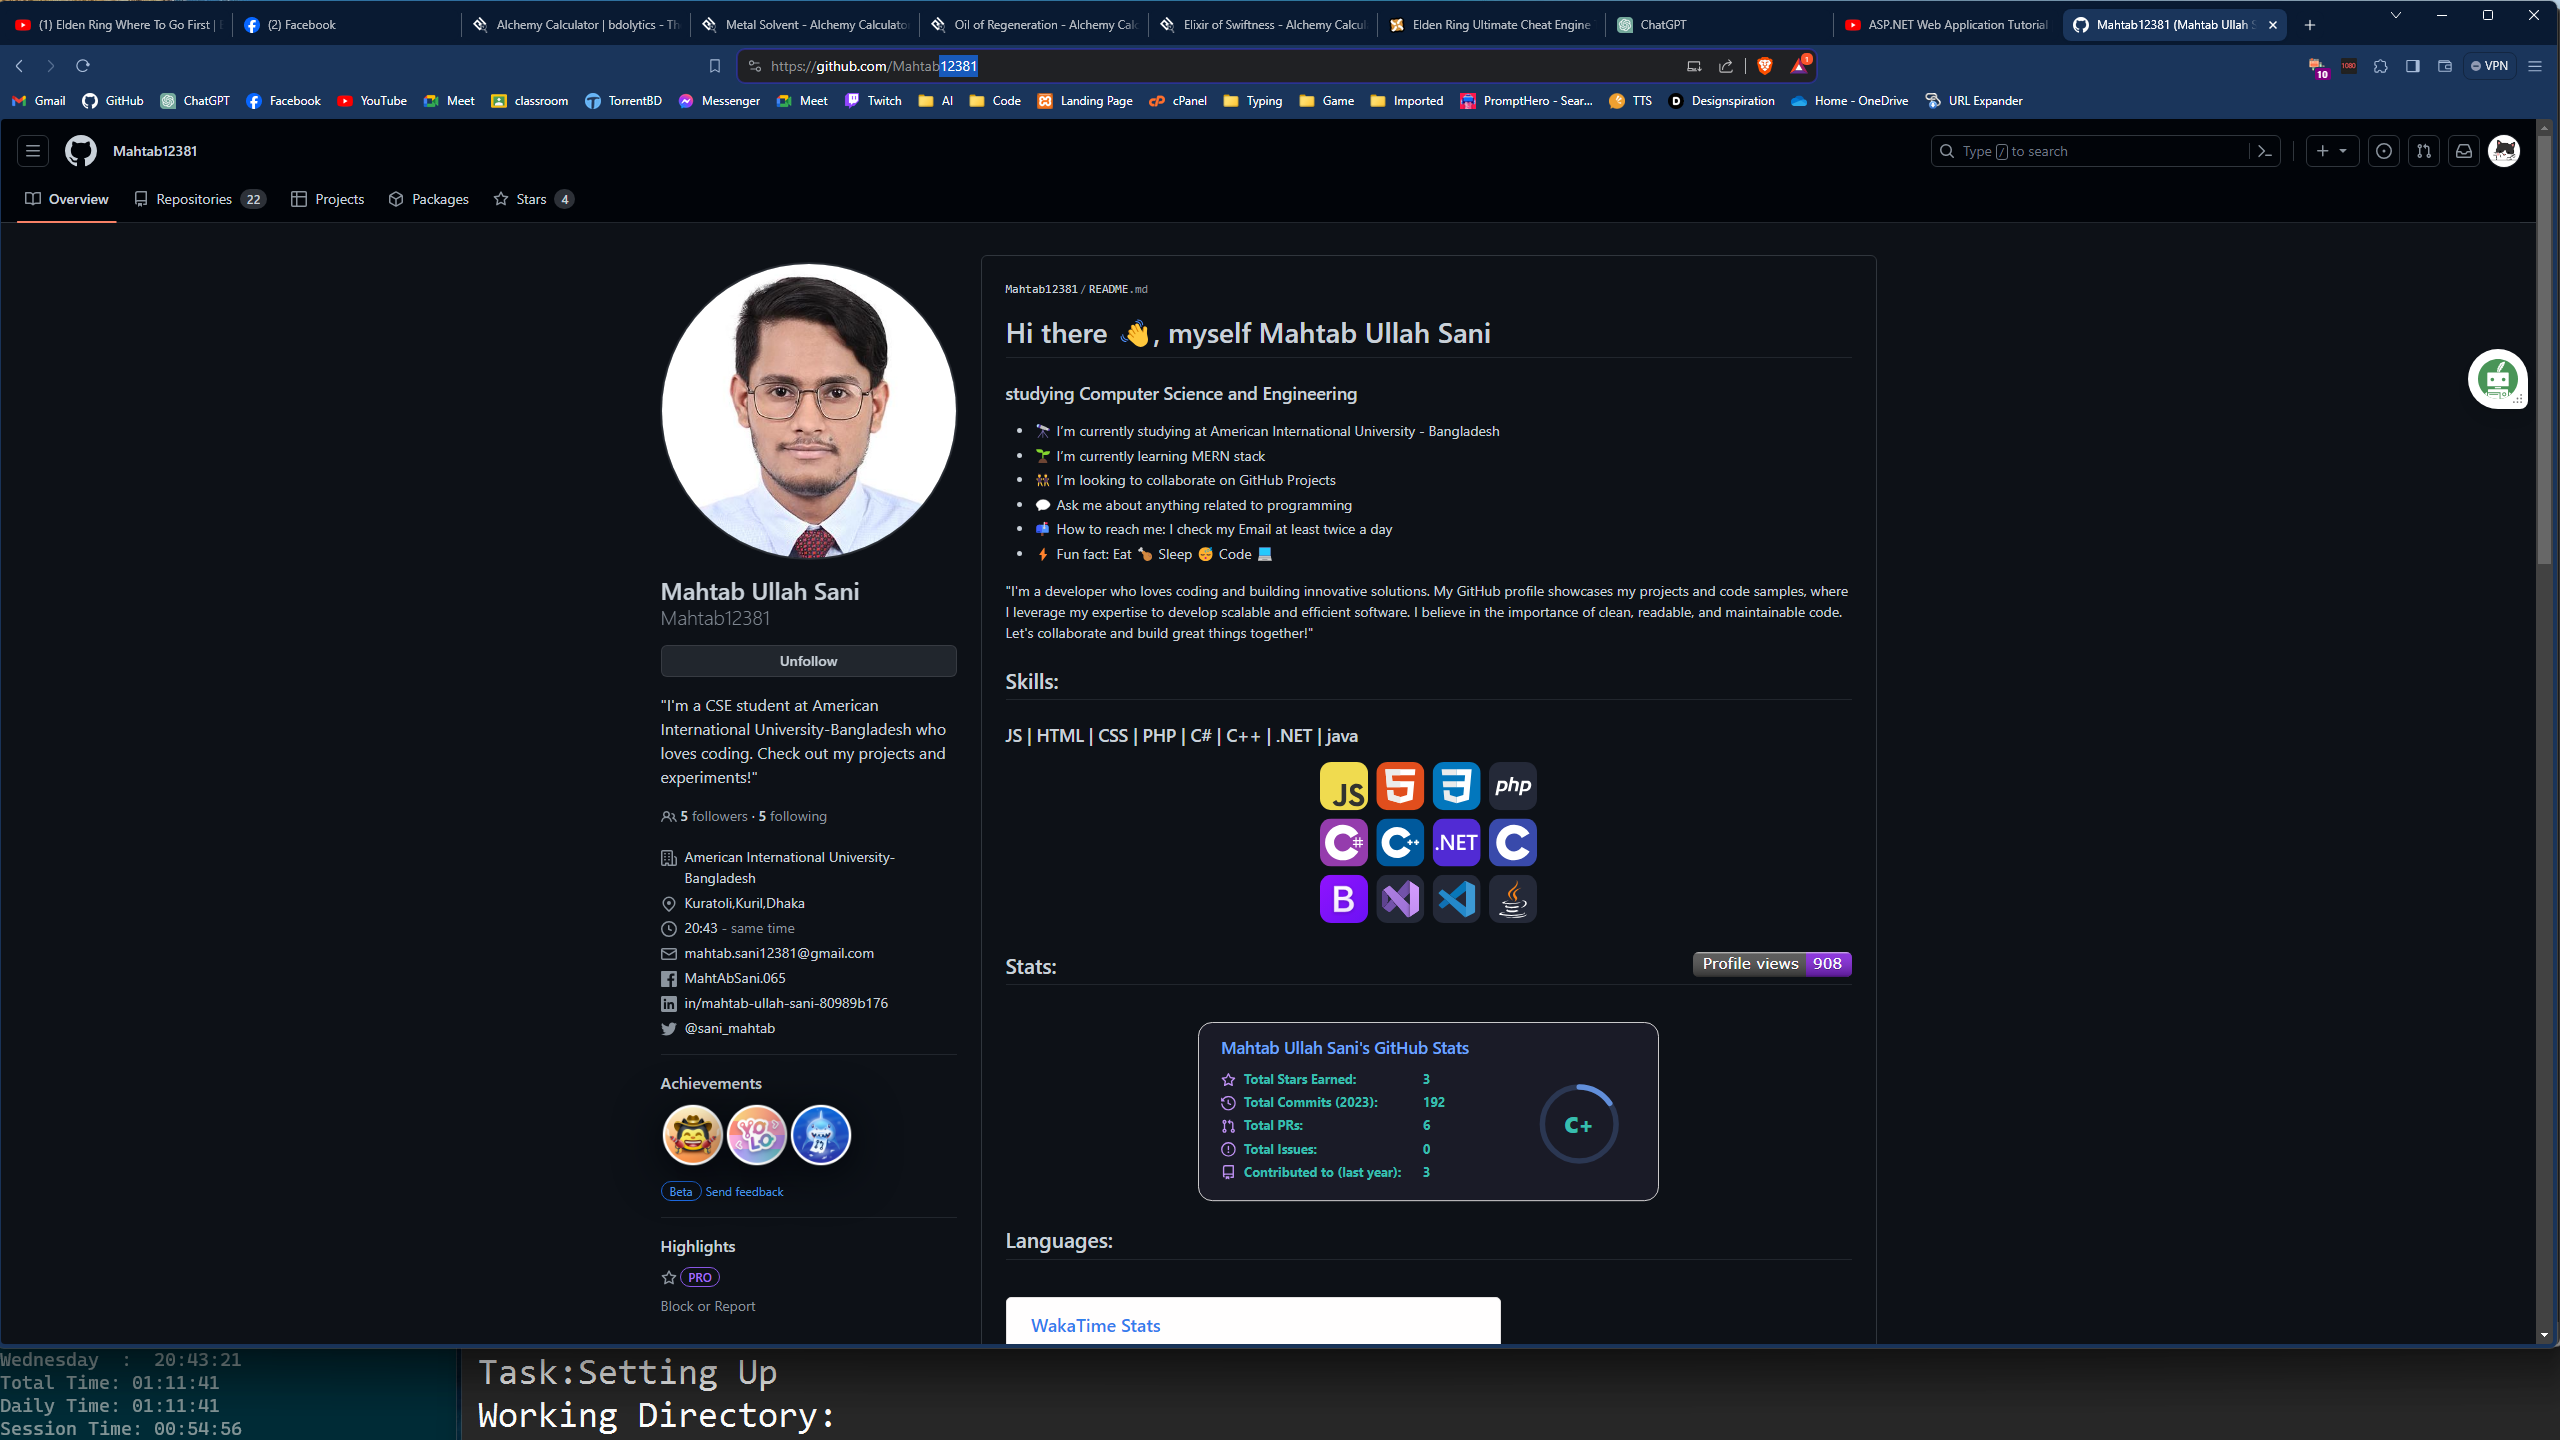 (1) Elden Ring Where To Go First |
(2) Facebook
Alchemy Calculator | bdolytics - Th
Metal Solvent - Alchemy Calculato
Oil of Regeneration - Alchemy Calc
Elixir of Swiftness - Alchemy Calcul
Elden Ring Ultimate Cheat Engine
ChatGPT
ASP.NET Web Application Tutorial
Mahtab12381 (Mahtab Ullah S
https://github.com/Mahtab12381
1
10
1080
VPN
Gmail
GitHub
ChatGPT
Facebook
YouTube
Meet
classroom
TorrentBD
Messenger
Meet
Twitch
AI
Code
Landing Page
cPanel
Typing
Game
Imported
PromptHero - Sear...
TTS
Designspiration
Home - OneDrive
URL Expander
Mahtab12381
Type / to search
Overview
Repositories 22
Projects
Packages
Stars 4
Mahtab12381 / README.md
Hi there 👋, myself Mahtab Ullah Sani
studying Computer Science and Engineering
🔭 I'm currently studying at American International University - Bangladesh
🌱 I'm currently learning MERN stack
👯 I'm looking to collaborate on GitHub Projects
💬 Ask me about anything related to programming
📫 How to reach me: I check my Email at least twice a day
⚡ Fun fact: Eat 🍗 Sleep 😴 Code 💻
"I'm a developer who loves coding and building innovative solutions. My GitHub profile showcases my projects and code samples, where
I leverage my expertise to develop scalable and efficient software. I believe in the importance of clean, readable, and maintainable code.
Let's collaborate and build great things together!"
Skills:
JS | HTML | CSS | PHP | C# | C++ | .NET | java
JS
php
C#
C++
.NET
C
B
Stats:
Profile views 908
Mahtab Ullah Sani's GitHub Stats
Total Stars Earned: 3
Total Commits (2023): 192
Total PRs: 6
Total Issues: 0
Contributed to (last year): 3
C+
Languages:
WakaTime Stats
Mahtab Ullah Sani
Mahtab12381
Unfollow
"I'm a CSE student at American
International University-Bangladesh who
loves coding. Check out my projects and
experiments!"
5 followers · 5 following
American International University-
Bangladesh
Kuratoli,Kuril,Dhaka
20:43 - same time
mahtab.sani12381@gmail.com
MahtAbSani.065
in/mahtab-ullah-sani-80989b176
@sani_mahtab
Achievements
YOLO
Beta Send feedback
Highlights
PRO
Block or Report
Wednesday : 20:43:21
Total Time: 01:11:41
Daily Time: 01:11:41
Session Time: 00:54:56
Task:Setting Up
Working Directory: